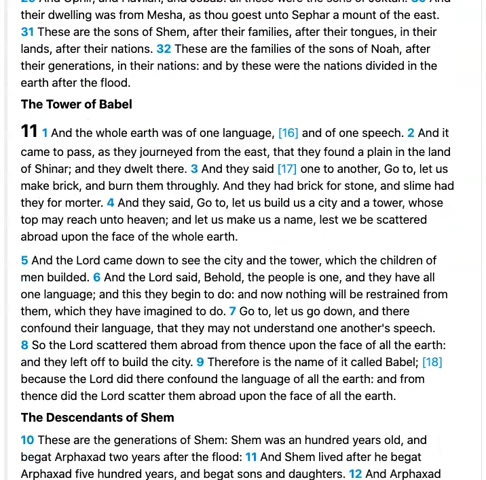 29 And Ophir, and Havilah, and Jobab: all these were the sons of Joktan. 30 And
their dwelling was from Mesha, as thou goest unto Sephar a mount of the east.
31 These are the sons of Shem, after their families, after their tongues, in their
lands, after their nations. 32 These are the families of the sons of Noah, after
their generations, in their nations: and by these were the nations divided in the
earth after the flood.
The Tower of Babel
11 1 And the whole earth was of one language, [16] and of one speech. 2 And it
came to pass, as they journeyed from the east, that they found a plain in the land
of Shinar; and they dwelt there. 3 And they said [17] one to another, Go to, let us
make brick, and burn them throughly. And they had brick for stone, and slime had
they for morter. 4 And they said, Go to, let us build us a city and a tower, whose
top may reach unto heaven; and let us make us a name, lest we be scattered
abroad upon the face of the whole earth.
5 And the Lord came down to see the city and the tower, which the children of
men builded. 6 And the Lord said, Behold, the people is one, and they have all
one language; and this they begin to do: and now nothing will be restrained from
them, which they have imagined to do. 7 Go to, let us go down, and there
confound their language, that they may not understand one another's speech.
8 So the Lord scattered them abroad from thence upon the face of all the earth:
and they left off to build the city. 9 Therefore is the name of it called Babel; [18]
because the Lord did there confound the language of all the earth: and from
thence did the Lord scatter them abroad upon the face of all the earth.
The Descendants of Shem
10 These are the generations of Shem: Shem was an hundred years old, and
begat Arphaxad two years after the flood: 11 And Shem lived after he begat
Arphaxad five hundred years, and begat sons and daughters. 12 And Arphaxad